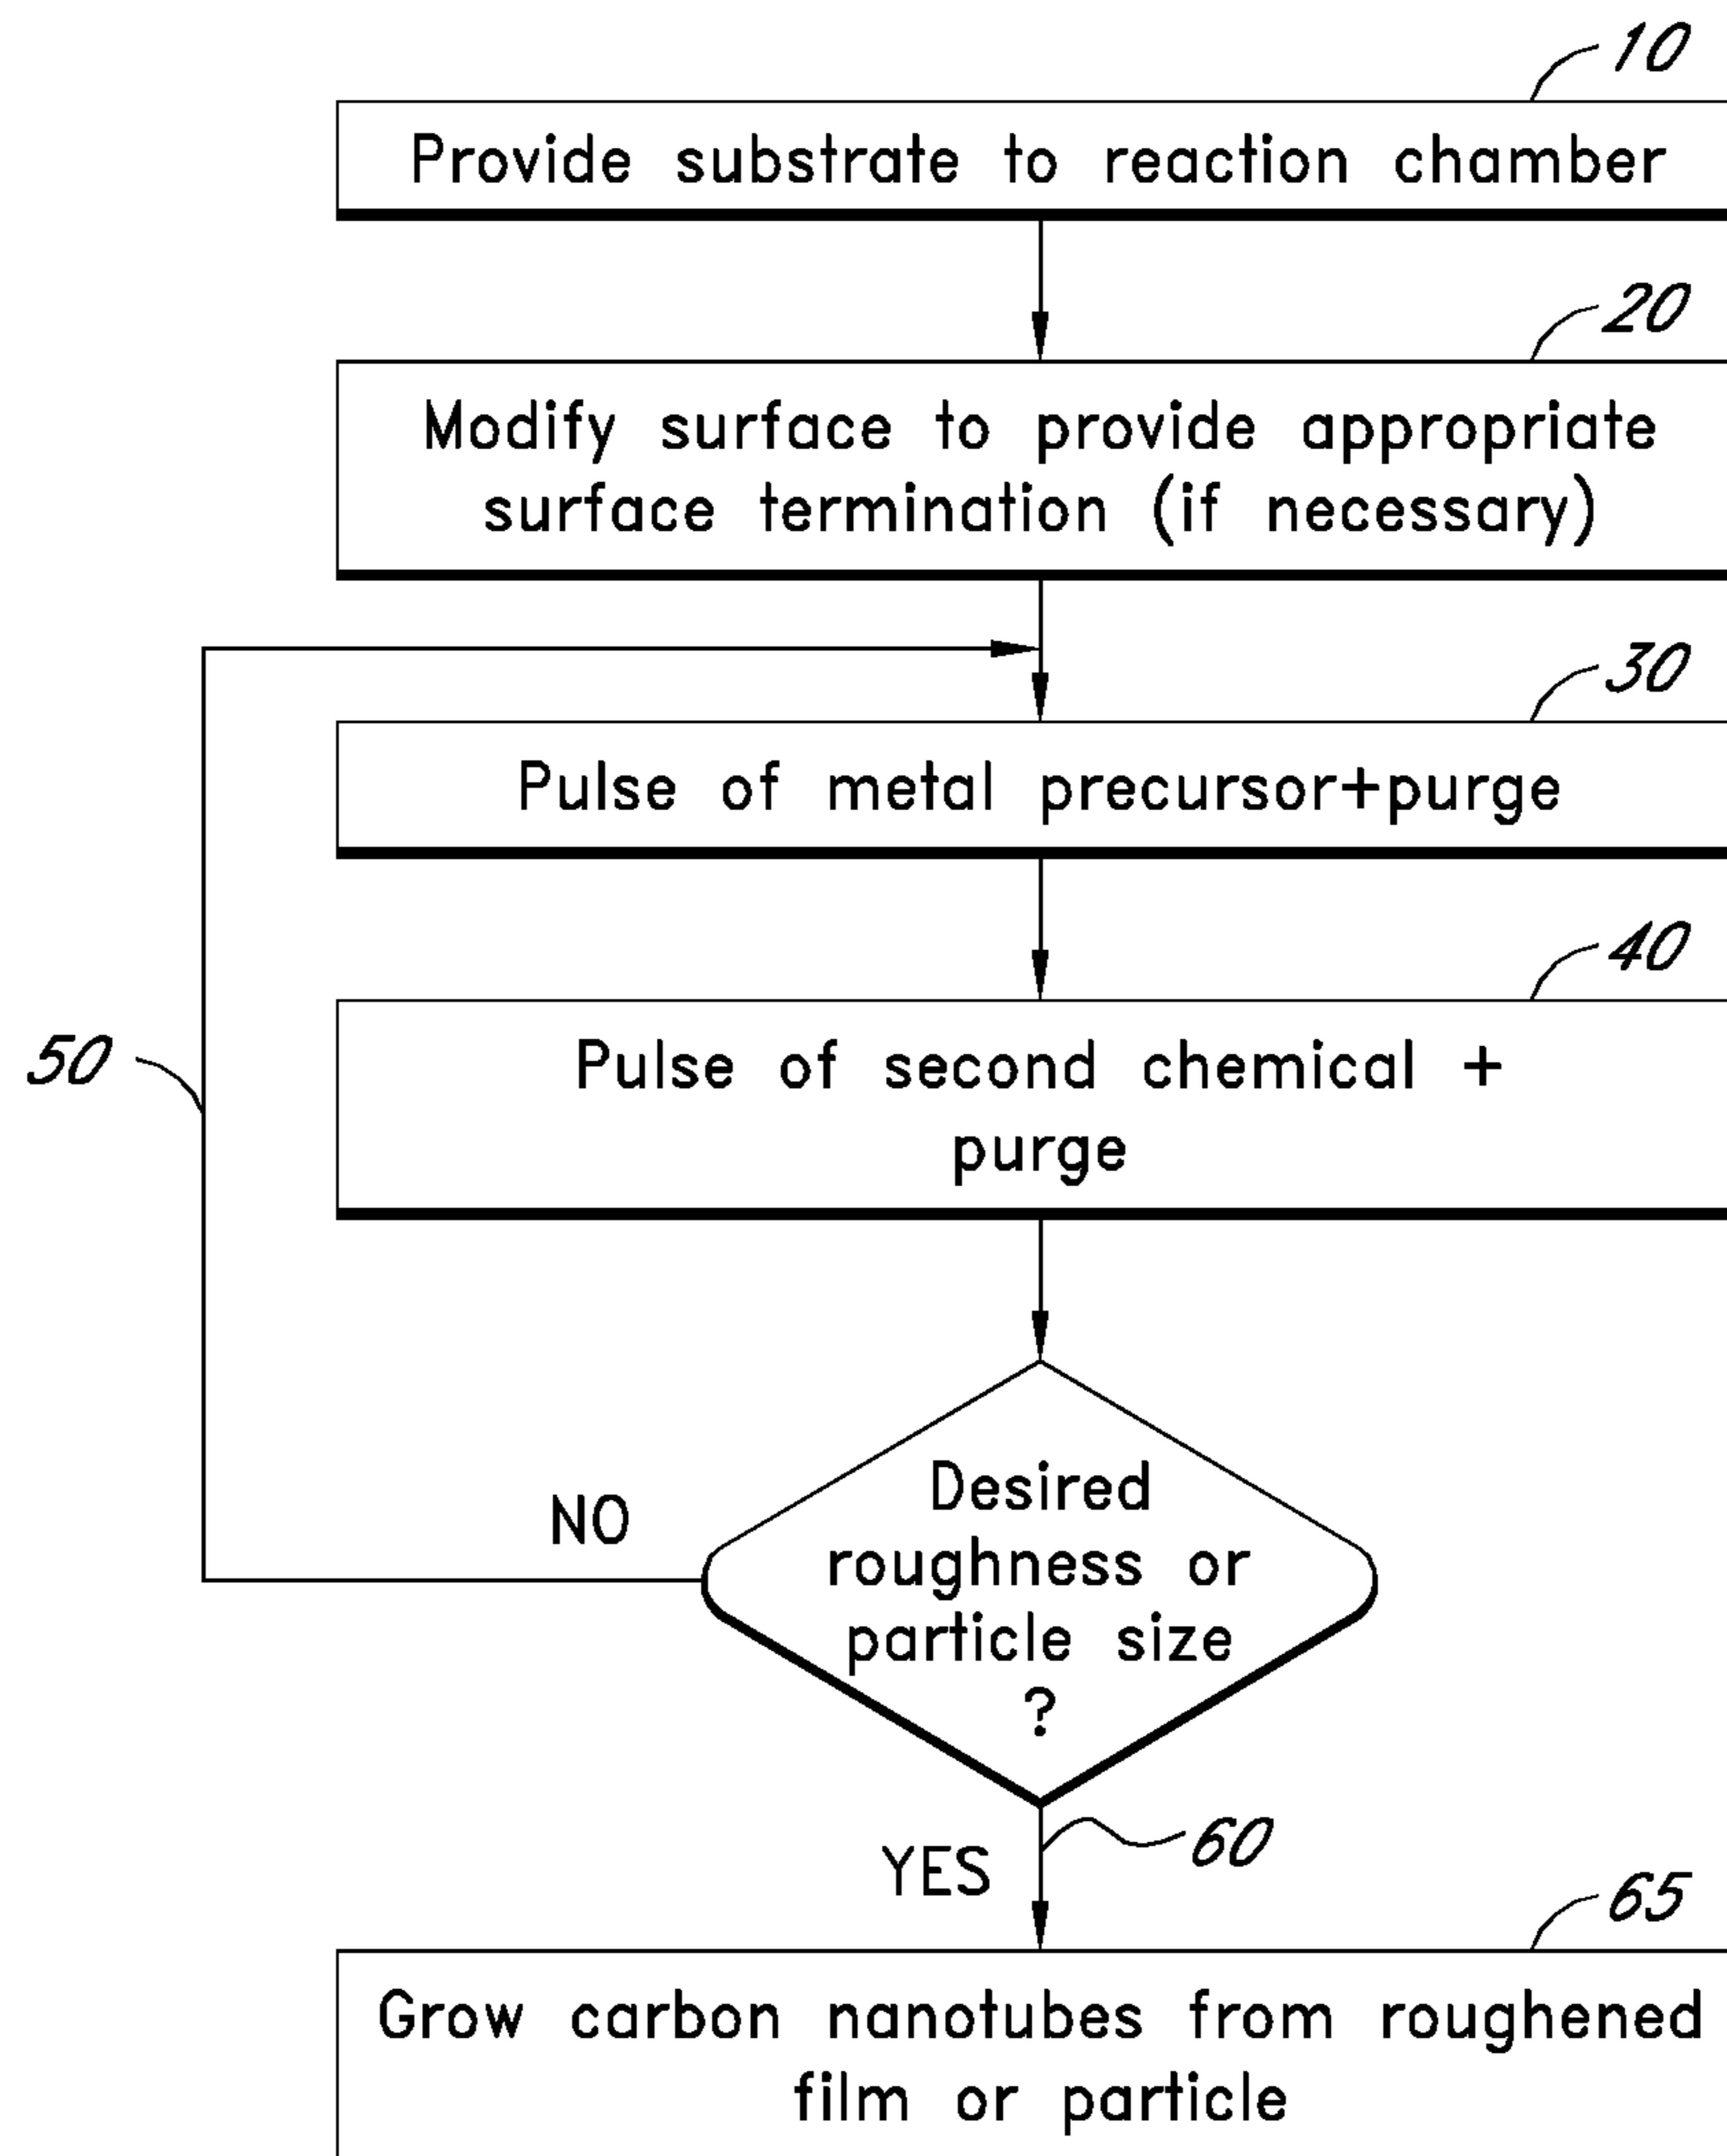 10
Provide substrate to reaction chamber
20
Modify surface to provide appropriate
surface termination (if necessary)
30
Pulse of metal precursor+purge
40
Pulse of second chemical +
purge
50
Desired
roughness or
particle size
?
NO
YES
60
65
Grow carbon nanotubes from roughened
film or particle